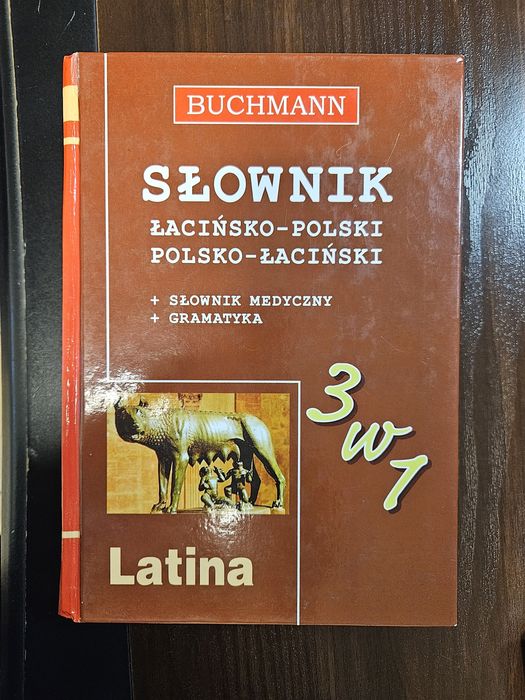 BUCHMANN
SŁOWNIK
ŁACIŃSKO-POLSKI
POLSKO-ŁACIŃSKI
+ SŁOWNIK MEDYCZNY
+ GRAMATYKA
3 w 1
Latina